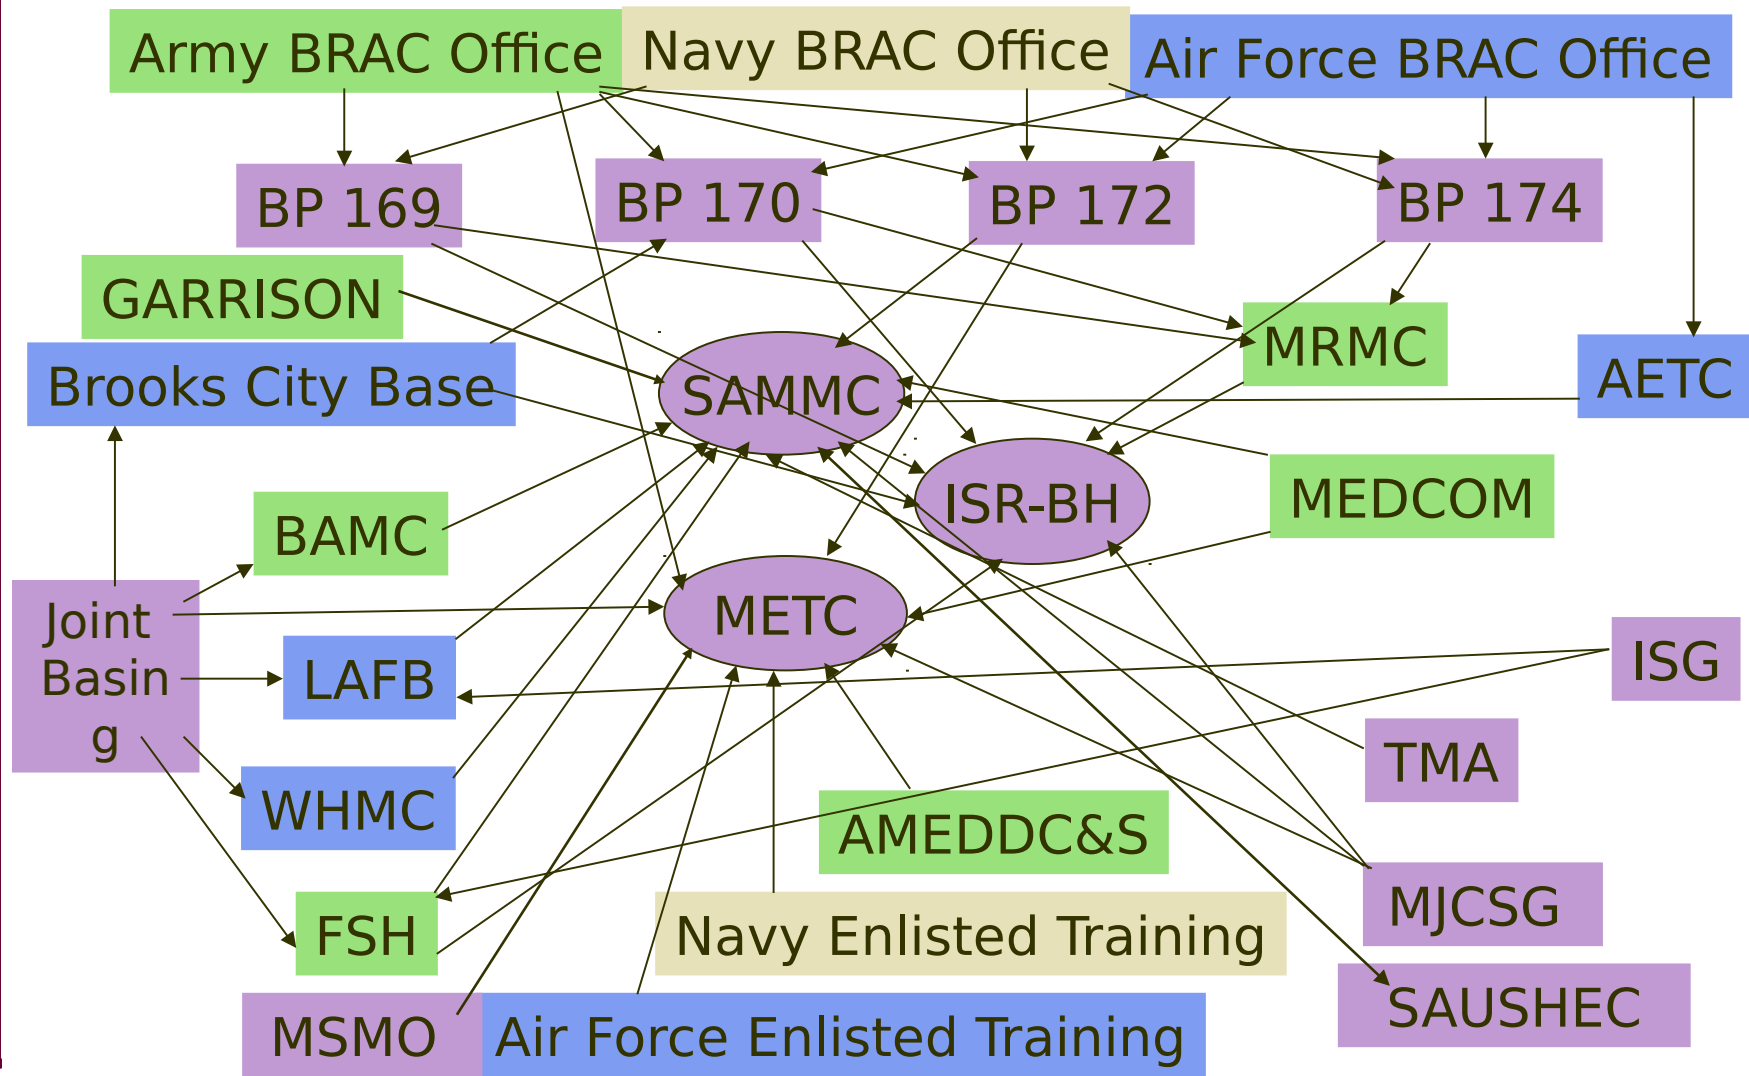 Army BRAC Office
Navy BRAC Office
Air Force BRAC Office
BP 169
BP 170
BP 172
BP 174
GARRISON
MRMC
AETC
Brooks City Base
SAMMC
MEDCOM
ISR-BH
BAMC
Joint
Basin
g
METC
LAFB
ISG
TMA
WHMC
AMEDDC&S
MJCSG
FSH
Navy Enlisted Training
SAUSHEC
MSMO
Air Force Enlisted Training